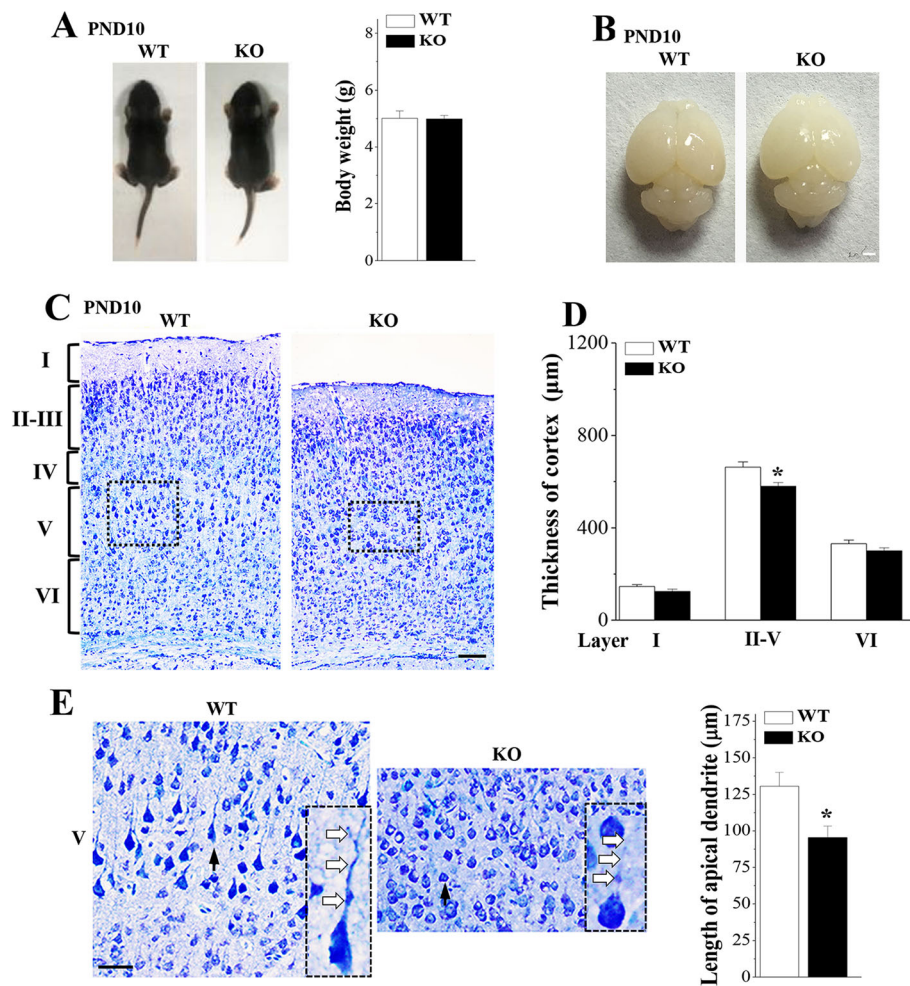 A PND10
WT KO
Body weight (g)
8
6
4
2
0
WT
KO
B PND10
WT KO
C PND10
WT KO
I
II-III
IV
V
VI
D
Thickness of cortex (μm)
1200
800
400
0
WT
KO
*
Layer I II-V VI
E
WT
KO
V
Length of apical dendrite (μm)
175
150
125
100
75
50
25
0
WT
KO
*